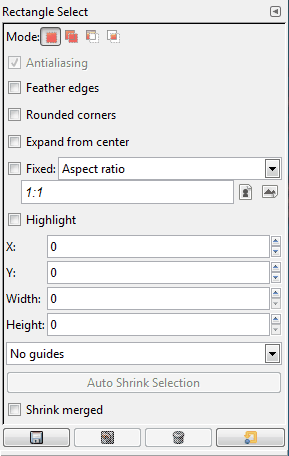 Rectangle Select
Mode:
Antialiasing
Feather edges
Rounded corners
Expand from center
Fixed: Aspect ratio
1:1
Highlight
X: 0
Y: 0
Width: 0
Height: 0
No guides
Auto Shrink Selection
Shrink merged